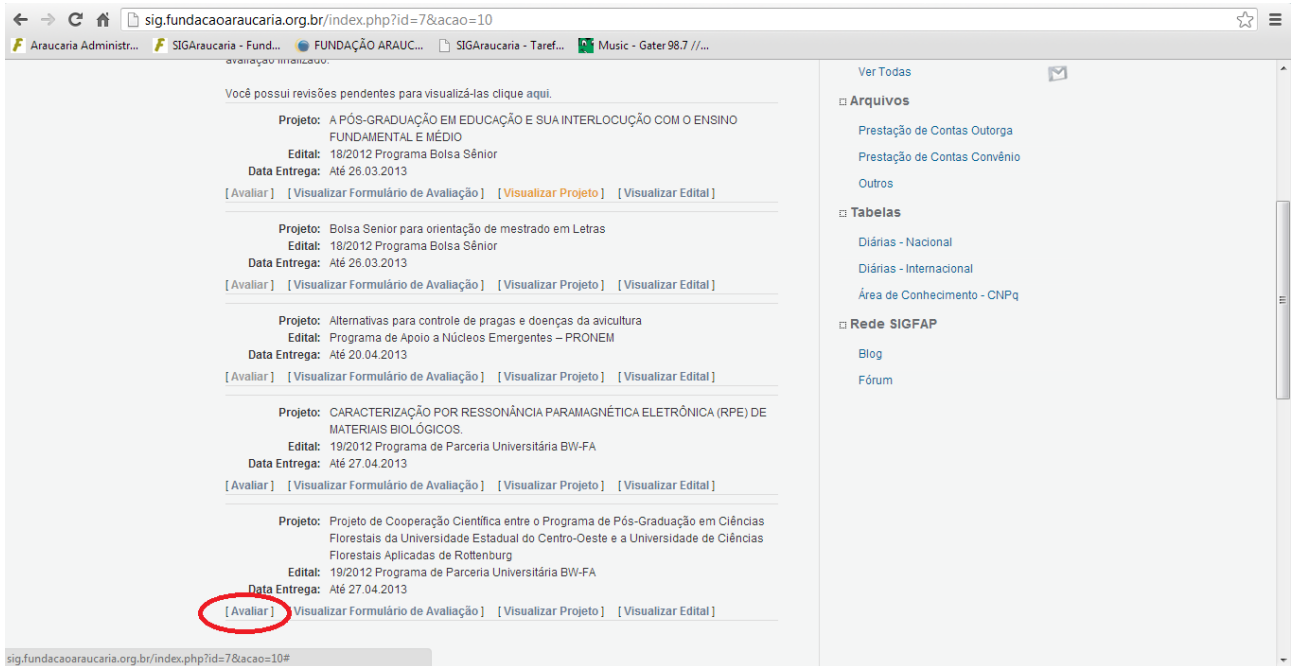 sig.fundacaoaraucaria.org.br/index.php?id=7&acao=10
Araucaria Administr... SIGAraucaria - Fund... FUNDAÇÃO ARAUC... SIGAraucaria - Taref... Music - Gater 98.7 //...
avaliação finalizado.
Você possui revisões pendentes para visualizá-las clique aqui.
Projeto: A PÓS-GRADUAÇÃO EM EDUCAÇÃO E SUA INTERLOCUÇÃO COM O ENSINO
FUNDAMENTAL E MÉDIO
Edital: 18/2012 Programa Bolsa Sênior
Data Entrega: Até 26.03.2013
[ Avaliar ] [ Visualizar Formulário de Avaliação ] [ Visualizar Projeto ] [ Visualizar Edital ]
Projeto: Bolsa Senior para orientação de mestrado em Letras
Edital: 18/2012 Programa Bolsa Sênior
Data Entrega: Até 26.03.2013
[ Avaliar ] [ Visualizar Formulário de Avaliação ] [ Visualizar Projeto ] [ Visualizar Edital ]
Projeto: Alternativas para controle de pragas e doenças da avicultura
Edital: Programa de Apoio a Núcleos Emergentes – PRONEM
Data Entrega: Até 20.04.2013
[ Avaliar ] [ Visualizar Formulário de Avaliação ] [ Visualizar Projeto ] [ Visualizar Edital ]
Projeto: CARACTERIZAÇÃO POR RESSONÂNCIA PARAMAGNÉTICA ELETRÔNICA (RPE) DE
MATERIAIS BIOLÓGICOS.
Edital: 19/2012 Programa de Parceria Universitária BW-FA
Data Entrega: Até 27.04.2013
[ Avaliar ] [ Visualizar Formulário de Avaliação ] [ Visualizar Projeto ] [ Visualizar Edital ]
Projeto: Projeto de Cooperação Científica entre o Programa de Pós-Graduação em Ciências
Florestais da Universidade Estadual do Centro-Oeste e a Universidade de Ciências
Florestais Aplicadas de Rottenburg
Edital: 19/2012 Programa de Parceria Universitária BW-FA
Data Entrega: Até 27.04.2013
[ Avaliar ] Visualizar Formulário de Avaliação ] [ Visualizar Projeto ] [ Visualizar Edital ]
Ver Todas
Arquivos
Prestação de Contas Outorga
Prestação de Contas Convênio
Outros
Tabelas
Diárias - Nacional
Diárias - Internacional
Área de Conhecimento - CNPq
Rede SIGFAP
Blog
Fórum
sig.fundacaoaraucaria.org.br/index.php?id=7&acao=10#